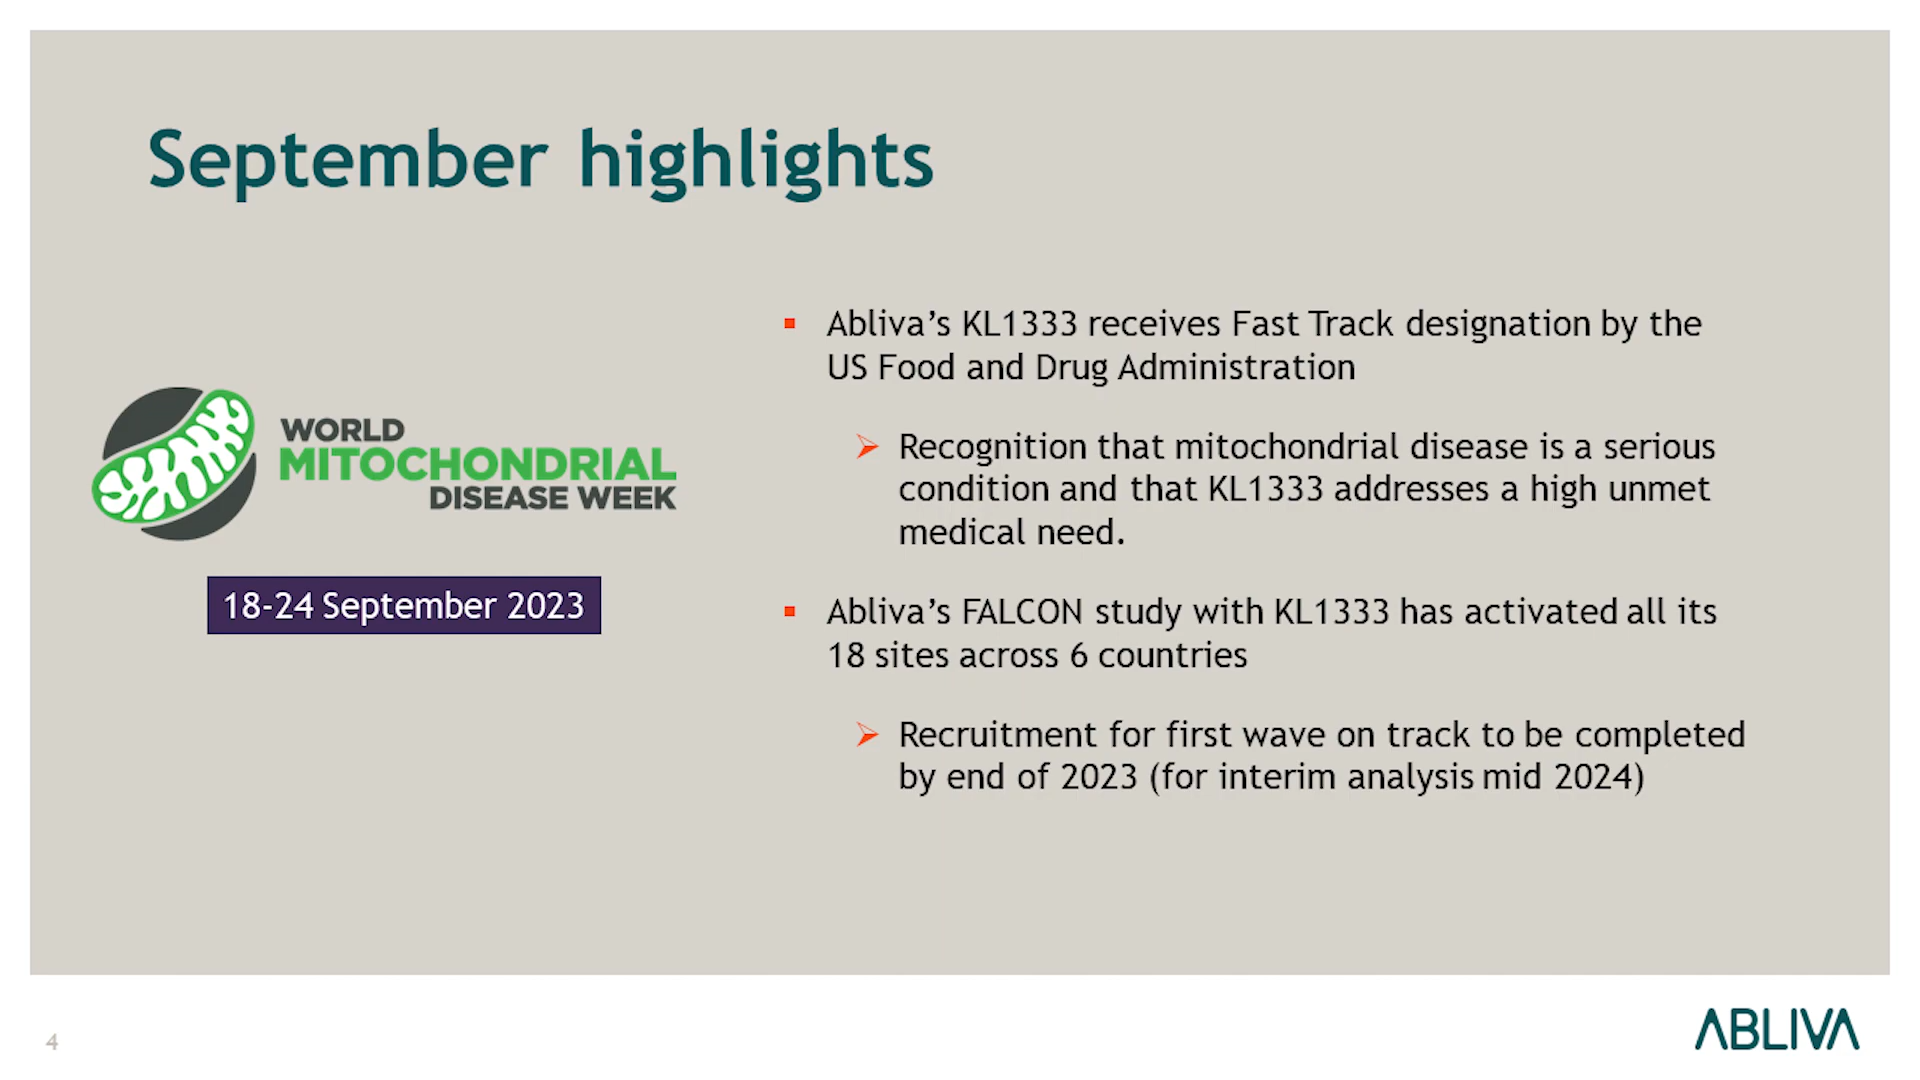 September highlights
WORLD
MITOCHONDRIAL
DISEASE WEEK
18-24 September 2023
Abliva’s KL1333 receives Fast Track designation by the
US Food and Drug Administration
Recognition that mitochondrial disease is a serious
condition and that KL1333 addresses a high unmet
medical need.
Abliva’s FALCON study with KL1333 has activated all its
18 sites across 6 countries
Recruitment for first wave on track to be completed
by end of 2023 (for interim analysis mid 2024)
4
ABLIVA